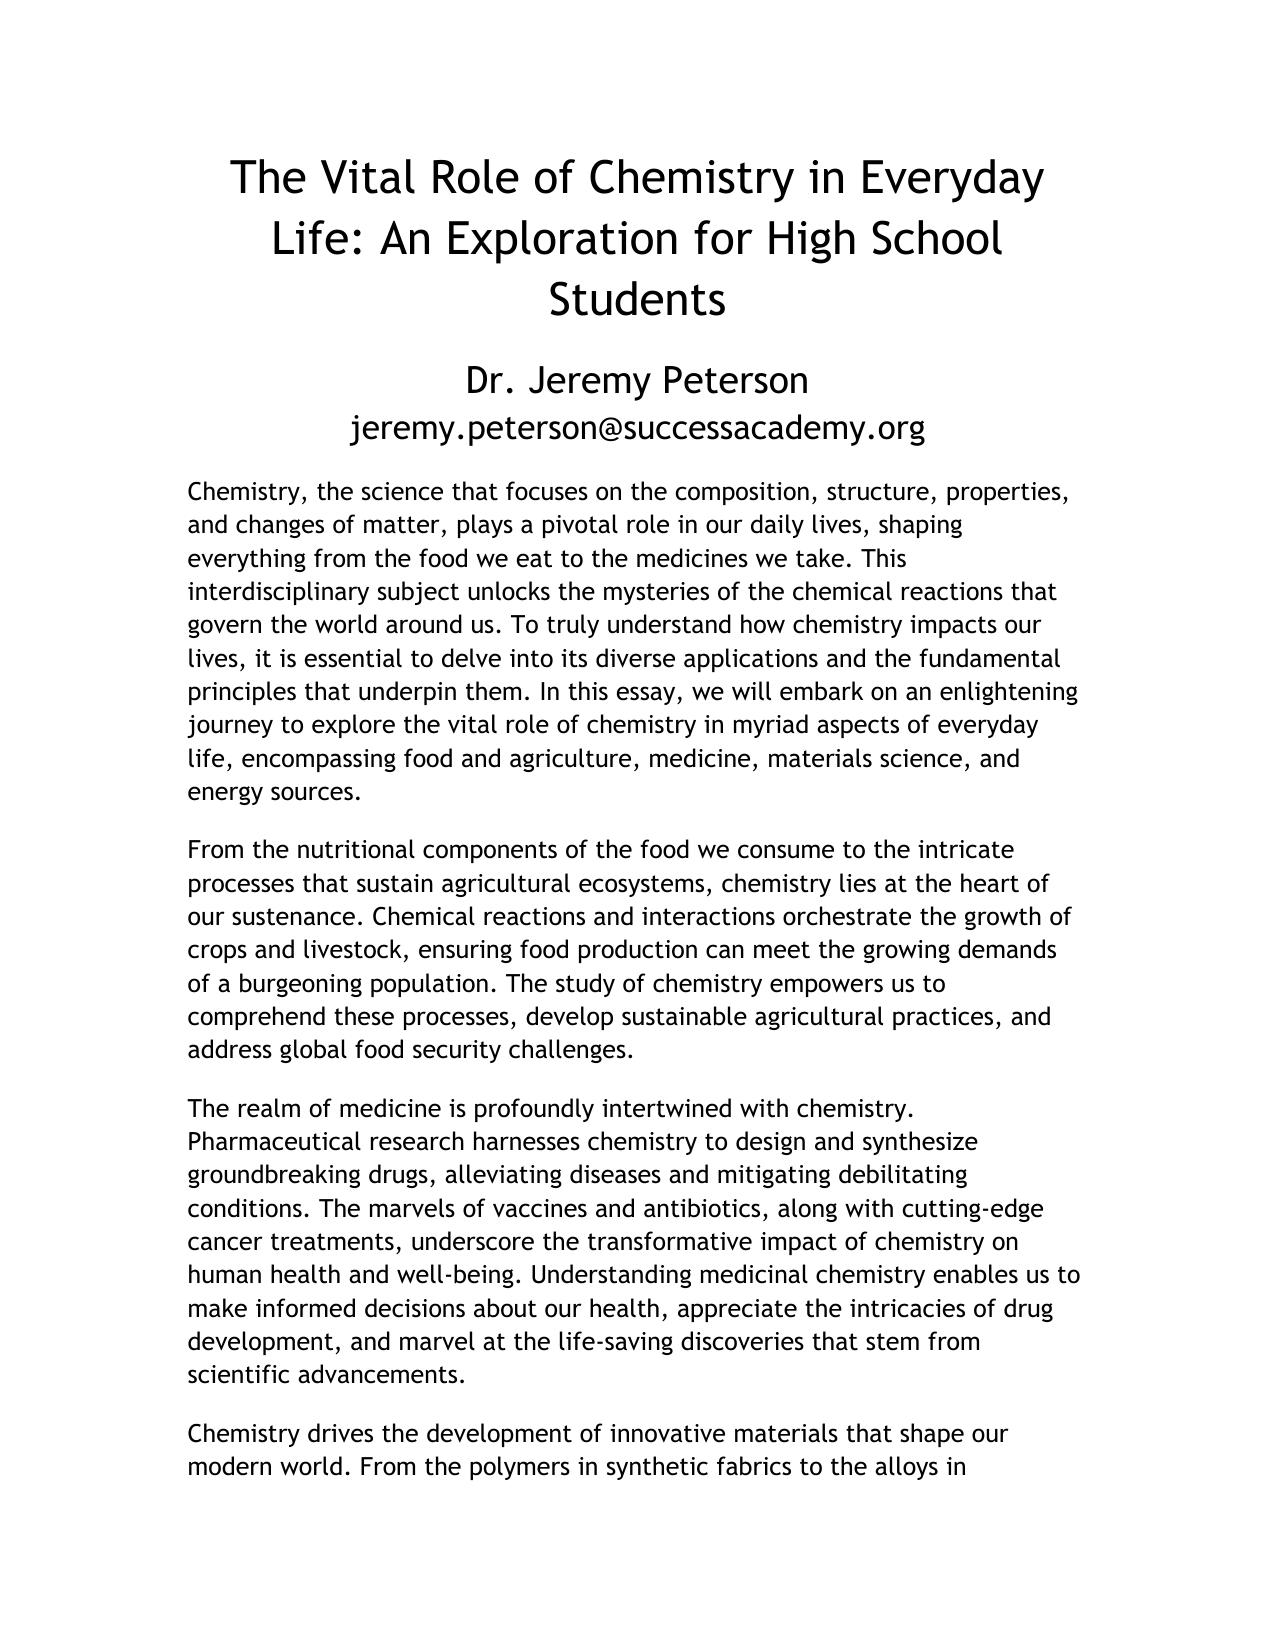 The Vital Role of Chemistry in Everyday
Life: An Exploration for High School
Students
Dr. Jeremy Peterson
jeremy.peterson@successacademy.org
Chemistry, the science that focuses on the composition, structure, properties,
and changes of matter, plays a pivotal role in our daily lives, shaping
everything from the food we eat to the medicines we take. This
interdisciplinary subject unlocks the mysteries of the chemical reactions that
govern the world around us. To truly understand how chemistry impacts our
lives, it is essential to delve into its diverse applications and the fundamental
principles that underpin them. In this essay, we will embark on an enlightening
journey to explore the vital role of chemistry in myriad aspects of everyday
life, encompassing food and agriculture, medicine, materials science, and
energy sources.
From the nutritional components of the food we consume to the intricate
processes that sustain agricultural ecosystems, chemistry lies at the heart of
our sustenance. Chemical reactions and interactions orchestrate the growth of
crops and livestock, ensuring food production can meet the growing demands
of a burgeoning population. The study of chemistry empowers us to
comprehend these processes, develop sustainable agricultural practices, and
address global food security challenges.
The realm of medicine is profoundly intertwined with chemistry.
Pharmaceutical research harnesses chemistry to design and synthesize
groundbreaking drugs, alleviating diseases and mitigating debilitating
conditions. The marvels of vaccines and antibiotics, along with cutting-edge
cancer treatments, underscore the transformative impact of chemistry on
human health and well-being. Understanding medicinal chemistry enables us to
make informed decisions about our health, appreciate the intricacies of drug
development, and marvel at the life-saving discoveries that stem from
scientific advancements.
Chemistry drives the development of innovative materials that shape our
modern world. From the polymers in synthetic fabrics to the alloys in